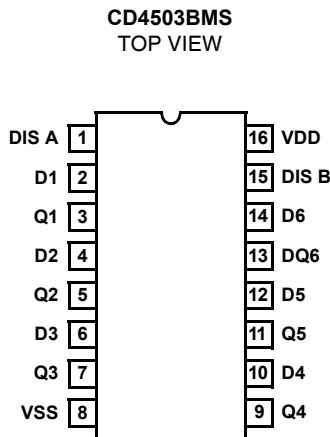 CD4503BMS
TOP VIEW
DIS A 1 16 VDD
D1 2 15 DIS B
Q1 3 14 D6
D2 4 13 DQ6
Q2 5 12 D5
D3 6 11 Q5
Q3 7 10 D4
VSS 8 9 Q4